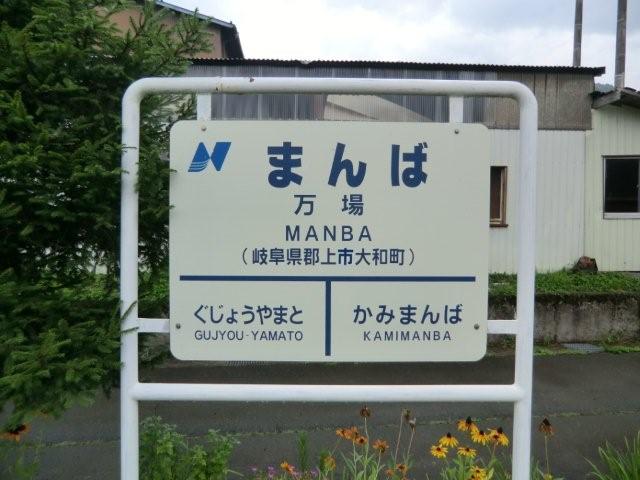 まんば
万場
MANBA
(岐阜県郡上市大和町)
ぐじょうやまと かみまんば
GUJYOU-YAMATO KAMIMANBA